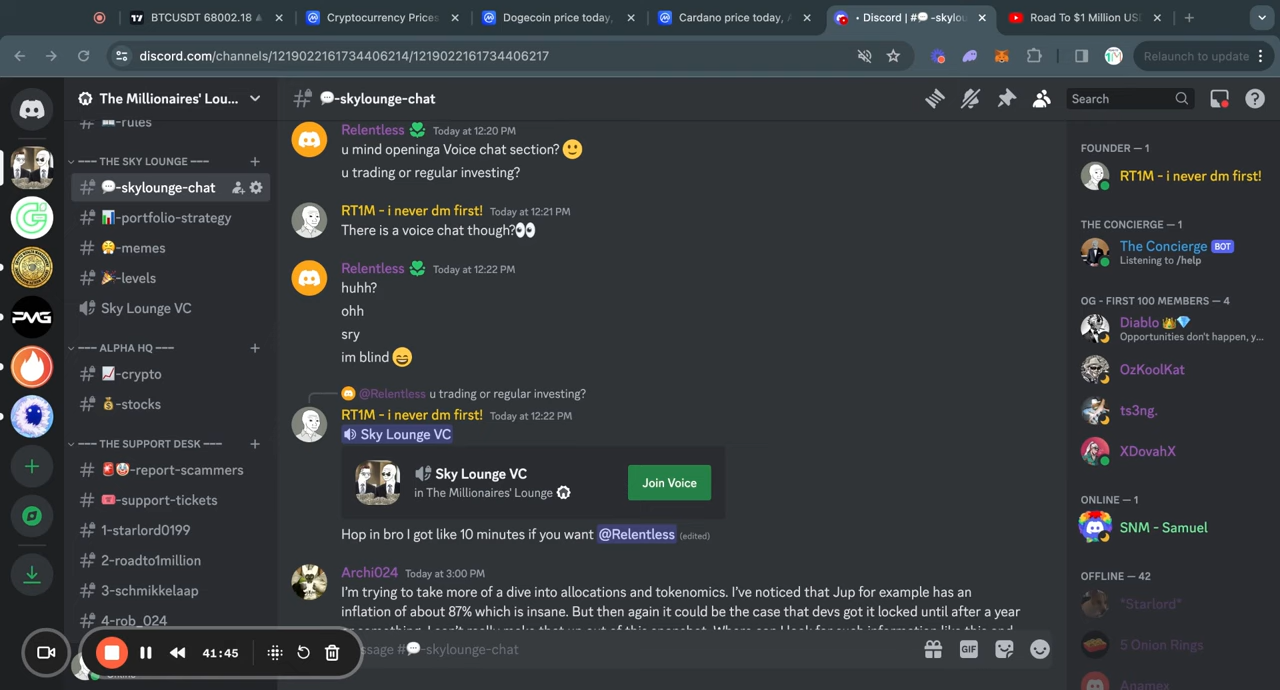 BTCUSDT 68002.18
Cryptocurrency Prices
Dogecoin price today,
Cardano price today,
• Discord | #💬-skylou
Road To $1 Million US
discord.com/channels/1219022161734406214/1219022161734406217
Relaunch to update
The Millionaires' Lou...
💬-skylounge-chat
Search
📖-rules
--- THE SKY LOUNGE ---
💬-skylounge-chat
📊-portfolio-strategy
😤-memes
🎉-levels
Sky Lounge VC
--- ALPHA HQ ---
📈-crypto
💰-stocks
--- THE SUPPORT DESK ---
🚨🤡-report-scammers
🎟️-support-tickets
1-starlord0199
2-roadto1million
3-schmikkelaap
4-rob_024
41:45
Online
Relentless Today at 12:20 PM
u mind openinga Voice chat section? 🙂
u trading or regular investing?
RT1M - i never dm first! Today at 12:21 PM
There is a voice chat though?👀
Relentless Today at 12:22 PM
huhh?
ohh
sry
im blind 😄
@Relentless u trading or regular investing?
RT1M - i never dm first! Today at 12:22 PM
Sky Lounge VC
Sky Lounge VC
in The Millionaires' Lounge
Join Voice
Hop in bro I got like 10 minutes if you want @Relentless (edited)
Archi024 Today at 3:00 PM
I'm trying to take more of a dive into allocations and tokenomics. I've noticed that Jup for example has an
inflation of about 87% which is insane. But then again it could be the case that devs got it locked until after a year
ssage #💬-skylounge-chat
GIF
FOUNDER — 1
RT1M - i never dm first!
THE CONCIERGE — 1
The Concierge BOT
Listening to /help
OG - FIRST 100 MEMBERS — 4
Diablo 👑💎
Opportunities don't happen, y...
OzKoolKat
ts3ng.
XDovahX
ONLINE — 1
SNM - Samuel
OFFLINE — 42
*Starlord*
5 Onion Rings
Anamex
PVG